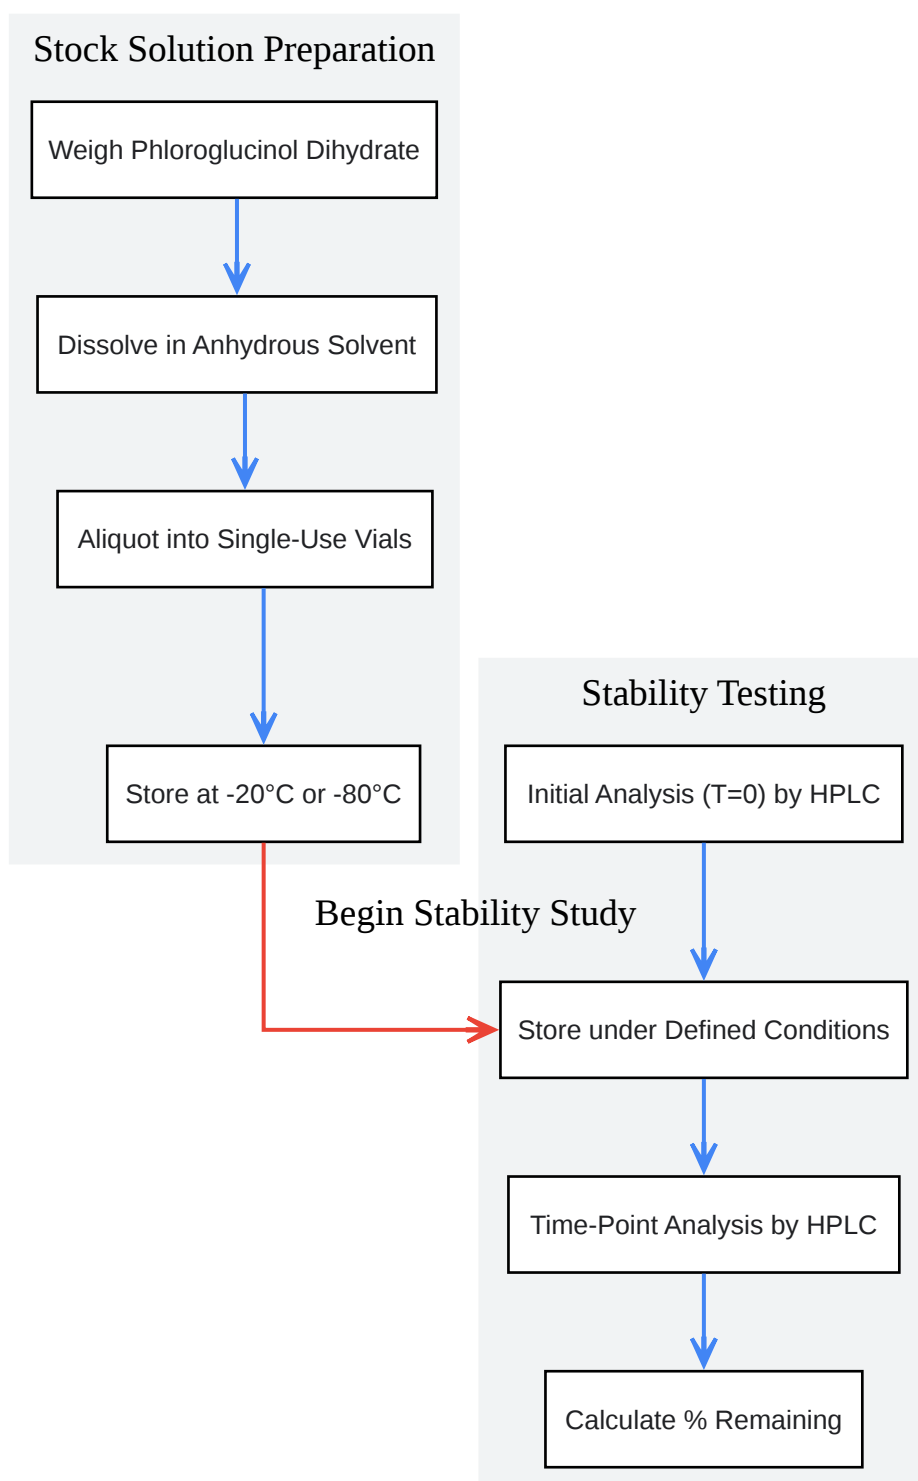 Stock Solution Preparation
Weigh Phloroglucinol Dihydrate
Dissolve in Anhydrous Solvent
Aliquot into Single-Use Vials
Store at -20°C or -80°C
Begin Stability Study
Stability Testing
Initial Analysis (T=0) by HPLC
Store under Defined Conditions
Time-Point Analysis by HPLC
Calculate % Remaining